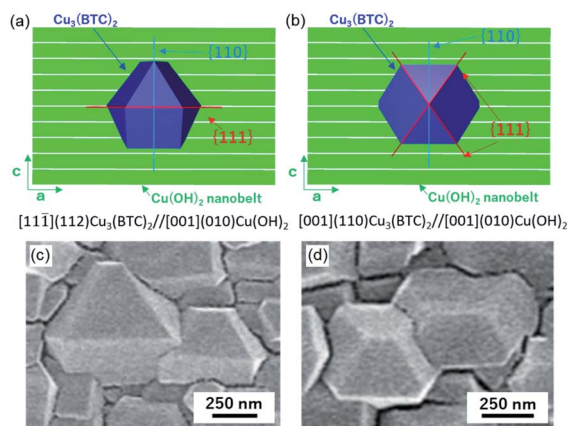 (a)
Cu₃(BTC)₂
{110}
{111}
c
a
Cu(OH)₂ nanobelt
[111̄](112)Cu₃(BTC)₂//[001](010)Cu(OH)₂
(b)
Cu₃(BTC)₂
{110}
{111}
c
a
Cu(OH)₂ nanobelt
[001](110)Cu₃(BTC)₂//[001](010)Cu(OH)₂
(c)
250 nm
(d)
250 nm